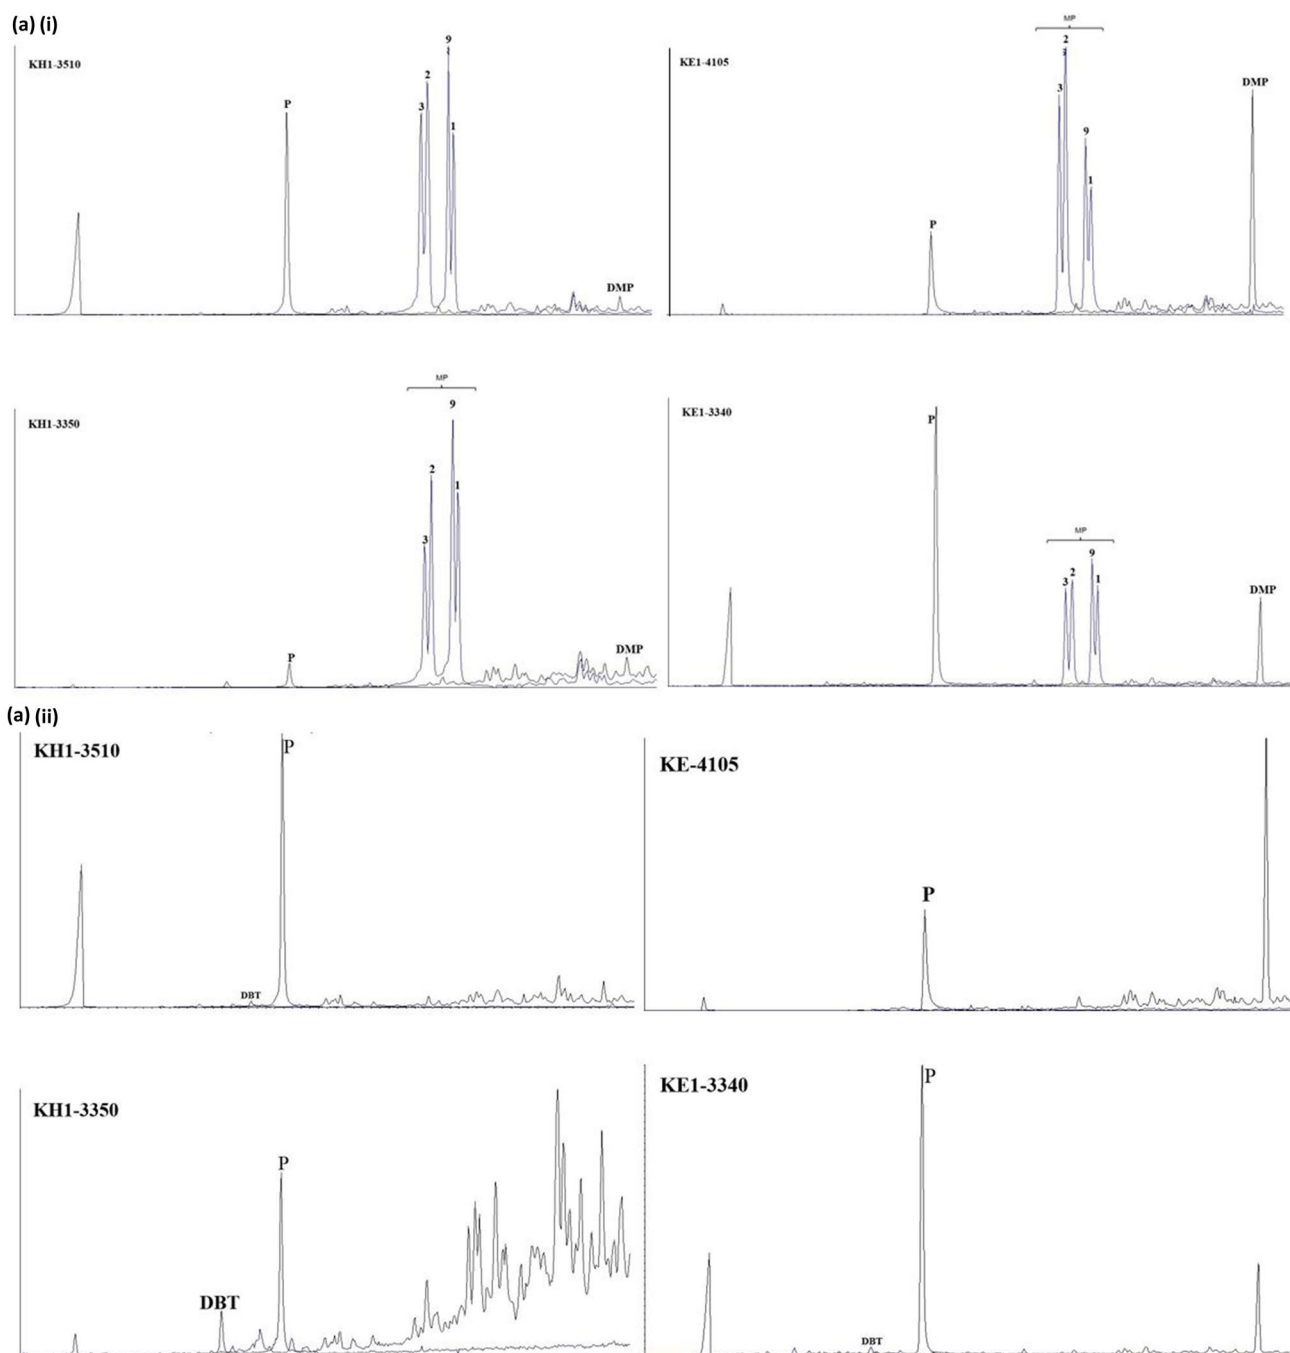 (a) (i)
KH1-3510
P
3
2
9
1
DMP
KE1-4105
MP
P
3
2
9
1
DMP
KH1-3350
MP
P
3
2
9
1
DMP
KE1-3340
P
MP
3
2
9
1
DMP
(a) (ii)
KH1-3510
DBT
P
KE-4105
P
KH1-3350
DBT
P
KE1-3340
DBT
P